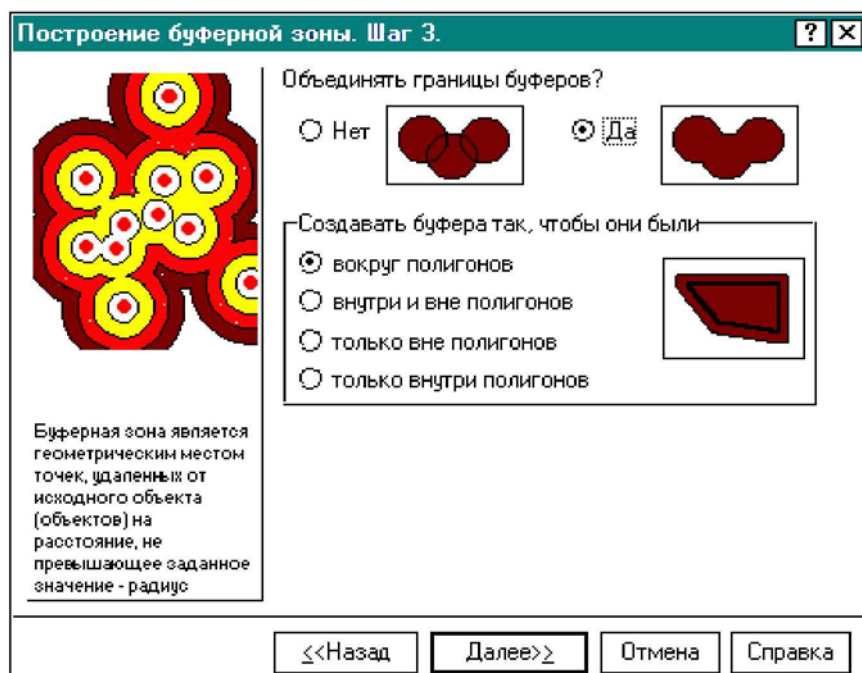 Построение буферной зоны. Шаг 3.
Объединять границы буферов?
Нет
Да
Создавать буфера так, чтобы они были
вокруг полигонов
внутри и вне полигонов
только вне полигонов
только внутри полигонов
Буферная зона является
геометрическим местом
точек, удаленных от
исходного объекта
(объектов) на
расстояние, не
превышающее заданное
значение - радиус
<<Назад
Далее>>
Отмена
Справка